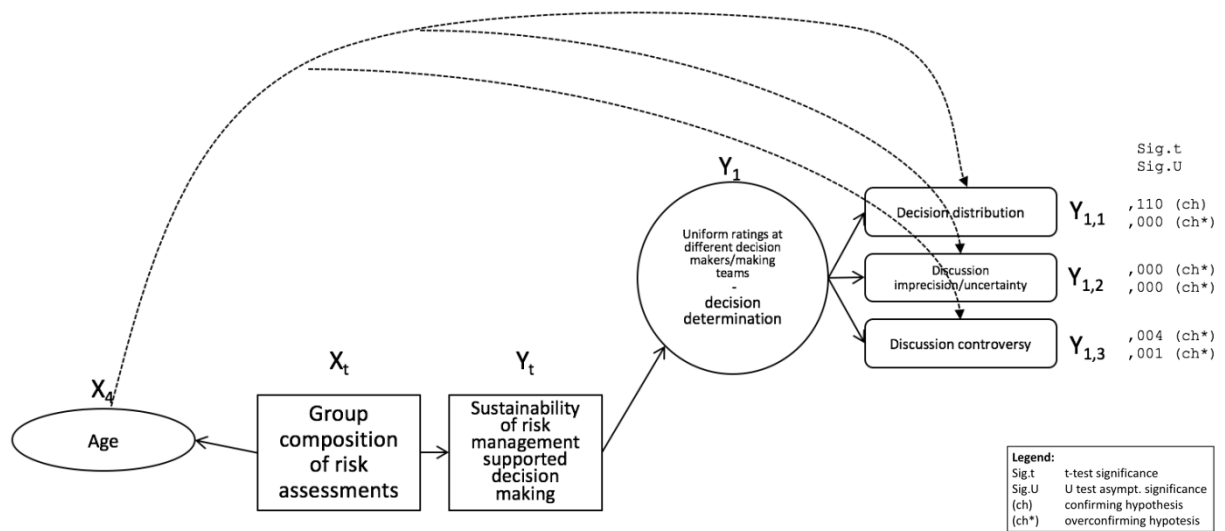 Sig.t
Sig.U
Y1
Uniform ratings at
different decision
makers/making
teams
-
decision
determination
Decision distribution
Y1,1
,110 (ch)
,000 (ch*)
Discussion
imprecision/uncertainty
Y1,2
,000 (ch*)
,000 (ch*)
Discussion controversy
Y1,3
,004 (ch*)
,001 (ch*)
X4
Age
Xt
Group
composition
of risk
assessments
Yt
Sustainability
of risk
management
supported
decision
making
Legend:
Sig.t t-test significance
Sig.U U test asympt. significance
(ch) confirming hypothesis
(ch*) overconfirming hypotesis